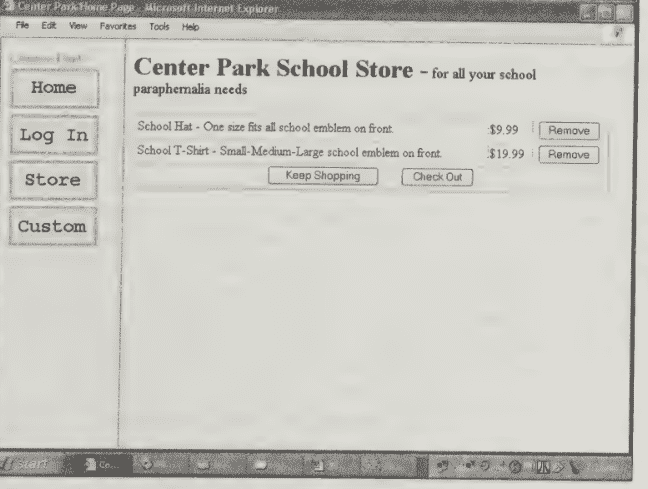 Center Park Home Page - Microsoft Internet Explorer
File Edit View Favorites Tools Help
Home
Log In
Store
Custom
Center Park School Store - for all your school
paraphernalia needs
School Hat - One size fits all school emblem on front. $9.99 Remove
School T-Shirt - Small-Medium-Large school emblem on front. $19.99 Remove
Keep Shopping Check Out
start Ce...